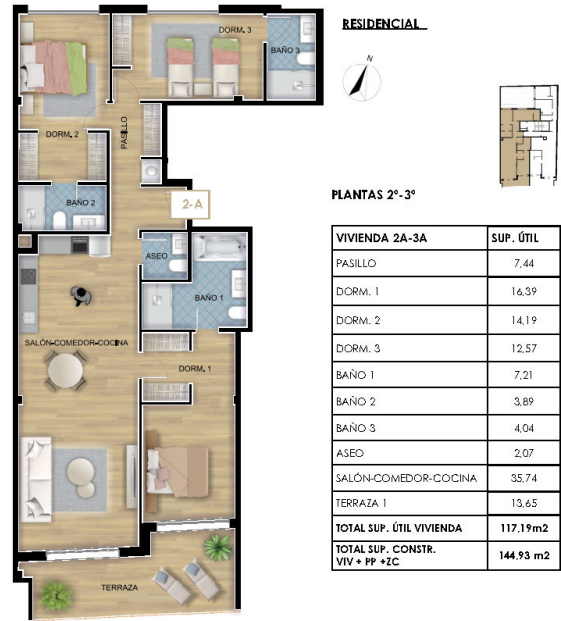 RESIDENCIAL
N
DORM. 3
BAÑO 3
DORM. 2
PASILLO
BAÑO 2
2-A
ASEO
BAÑO 1
SALÓN-COMEDOR-COCINA
DORM. 1
TERRAZA
PLANTAS 2º-3º
VIVIENDA 2A-3A SUP. ÚTIL
PASILLO 7,44
DORM. 1 16,39
DORM. 2 14,19
DORM. 3 12,57
BAÑO 1 7,21
BAÑO 2 3,89
BAÑO 3 4,04
ASEO 2,07
SALÓN-COMEDOR-COCINA 35,74
TERRAZA 1 13,65
TOTAL SUP. ÚTIL VIVIENDA 117,19m2
TOTAL SUP. CONSTR.
VIV + PP +ZC 144,93 m2